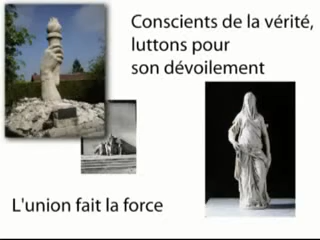 Conscients de la vérité,
luttons pour
son dévoilement
L'union fait la force